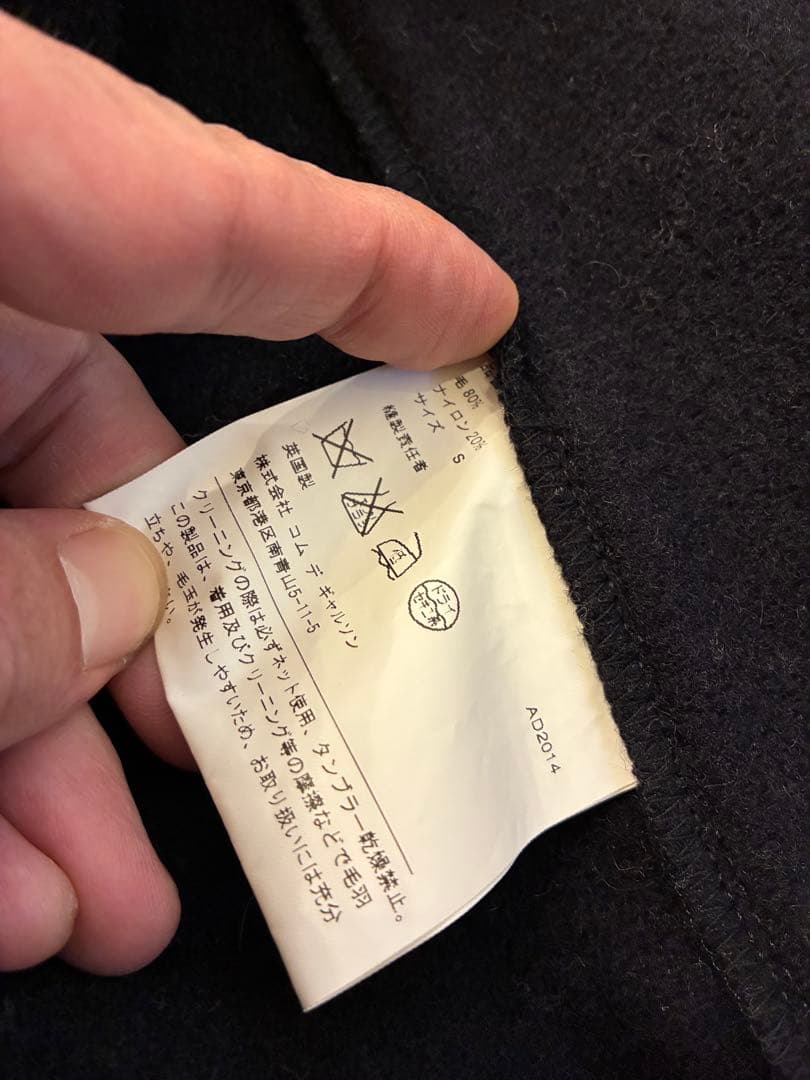 毛 80%
ナイロン 20%
サイズ S
縫製責任者
ドライ
AD2014
英国製
株式会社 コム デ ギャルソン
東京都港区南青山5-11-5
クリーニングの際は必ずネット使用、タンブラー乾燥禁止。
この製品は、着用及びクリーニング等の摩擦などで毛羽
立ちや、毛玉が発生しやすいため、お取り扱いには充分
い。